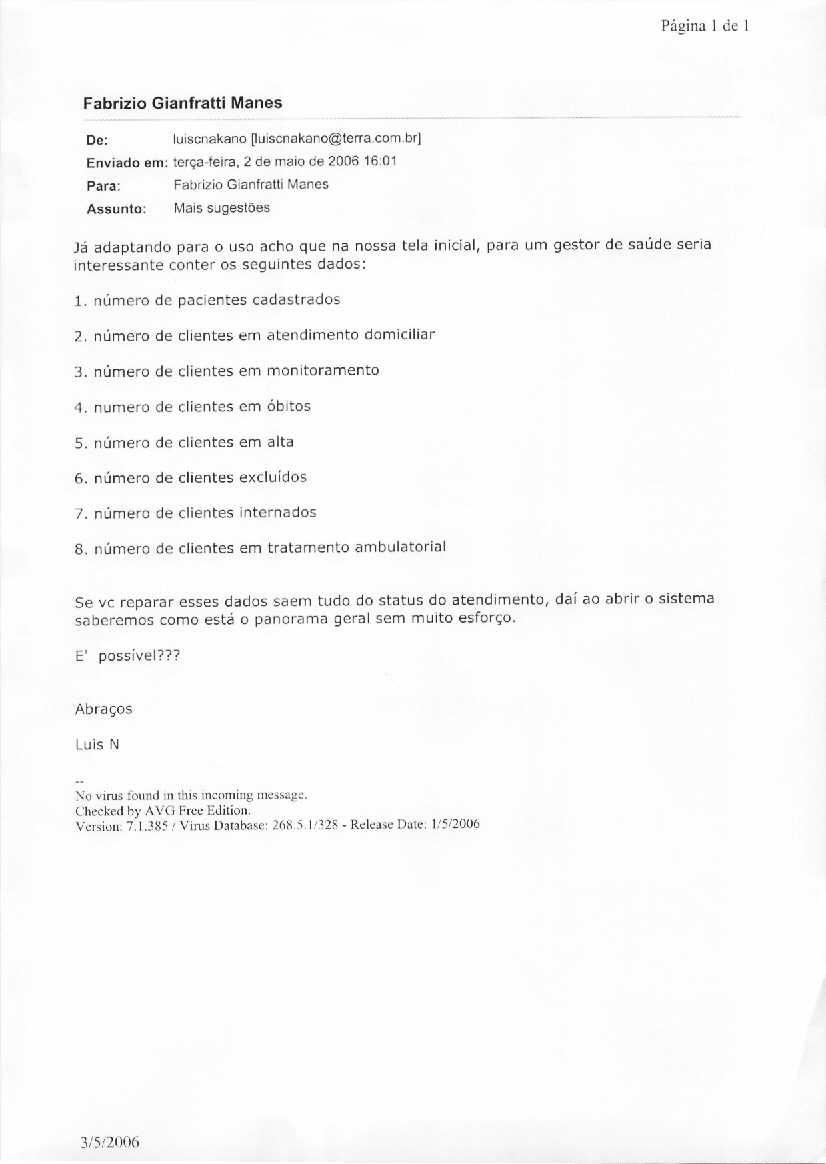 Página 1 de 1
Fabrizio Gianfratti Manes
De: luiscnakano [luiscnakano@terra.com.br]
Enviado em: terça-feira, 2 de maio de 2006 16:01
Para: Fabrizio Gianfratti Manes
Assunto: Mais sugestões
Já adaptando para o uso acho que na nossa tela inicial, para um gestor de saúde seria
interessante conter os seguintes dados:
1. número de pacientes cadastrados
2. número de clientes em atendimento domiciliar
3. número de clientes em monitoramento
4. numero de clientes em óbitos
5. número de clientes em alta
6. número de clientes excluídos
7. número de clientes internados
8. número de clientes em tratamento ambulatorial
Se vc reparar esses dados saem tudo do status do atendimento, daí ao abrir o sistema
saberemos como está o panorama geral sem muito esforço.
E' possível???
Abraços
Luis N
--
No virus found in this incoming message.
Checked by AVG Free Edition.
Version: 7.1.385 / Virus Database: 268.5.1/328 - Release Date: 1/5/2006
3/5/2006